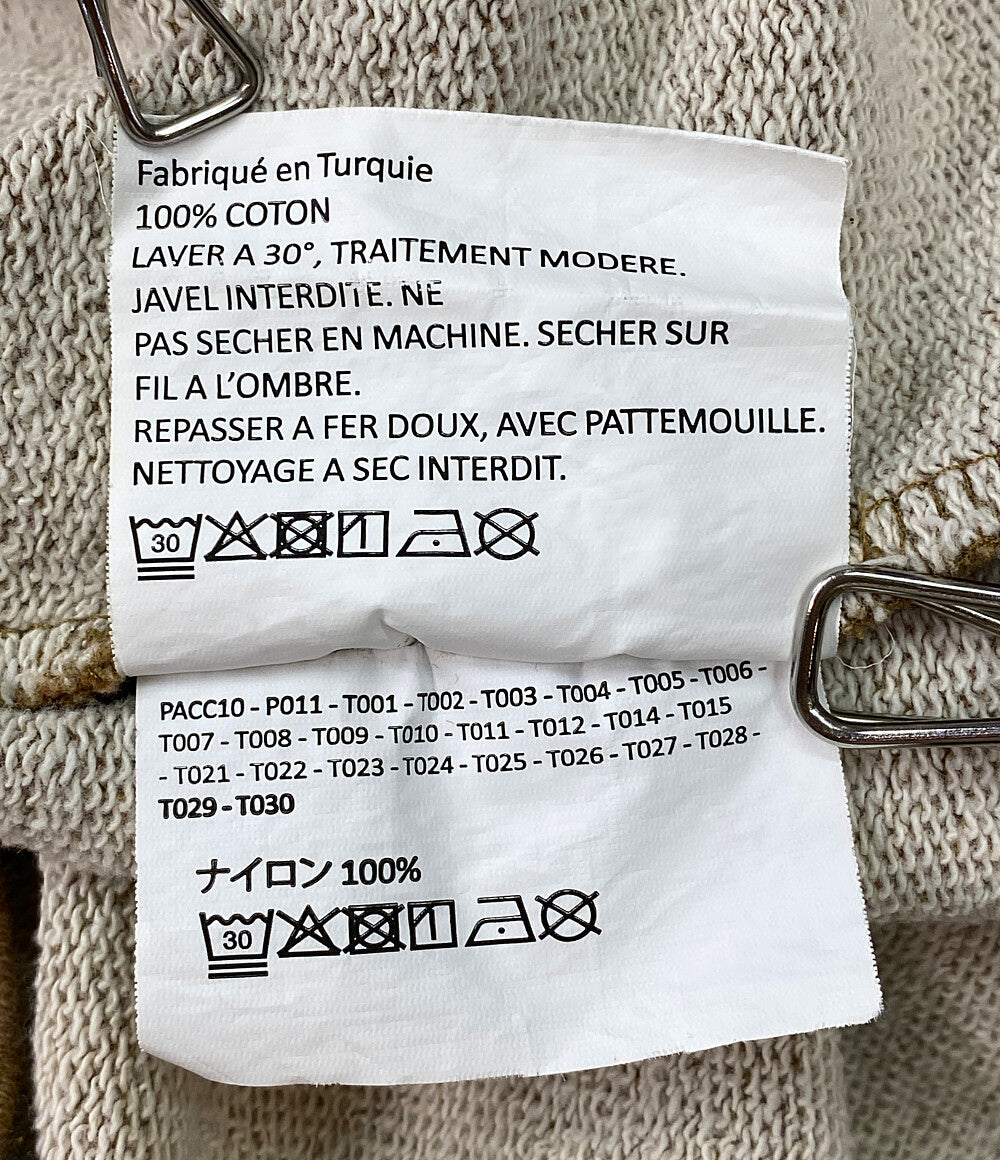 Fabriqué en Turquie
100% COTON
LAVER A 30°, TRAITEMENT MODERE.
JAVEL INTERDITE. NE
PAS SECHER EN MACHINE. SECHER SUR
FIL A L'OMBRE.
REPASSER A FER DOUX, AVEC PATTEMOUILLE.
NETTOYAGE A SEC INTERDIT.
30
PACC10 - P011 - T001 - T002 - T003 - T004 - T005 - T006 -
T007 - T008 - T009 - T010 - T011 - T012 - T014 - T015
- T021 - T022 - T023 - T024 - T025 - T026 - T027 - T028 -
T029 - T030
ナイロン 100%
30